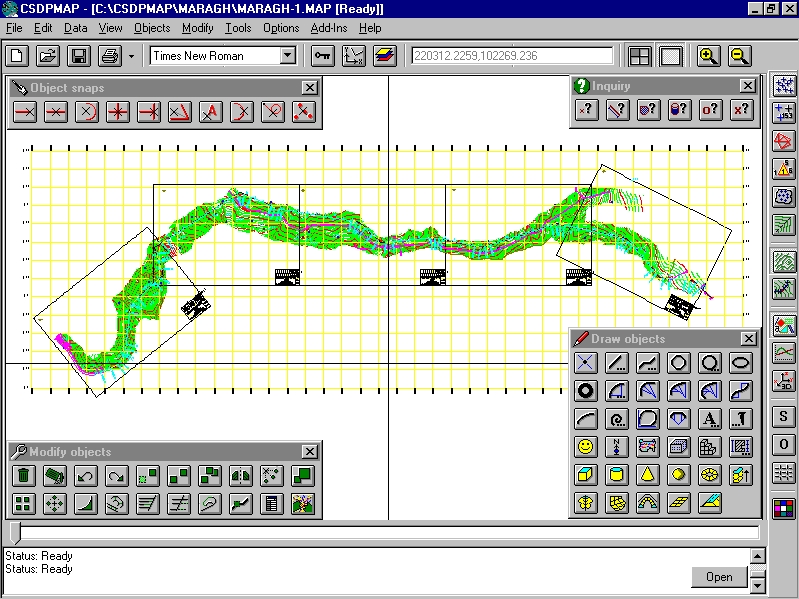 CSDPMAP - [C:\CSDPMAP\MARAGH\MARAGH-1.MAP [Ready]]
File Edit Data View Objects Modify Tools Options Add-Ins Help
Times New Roman
220312.2259,102269.236
Object snaps
Inquiry
Draw objects
Modify objects
3D
S
O
Status: Ready
Status: Ready
Open